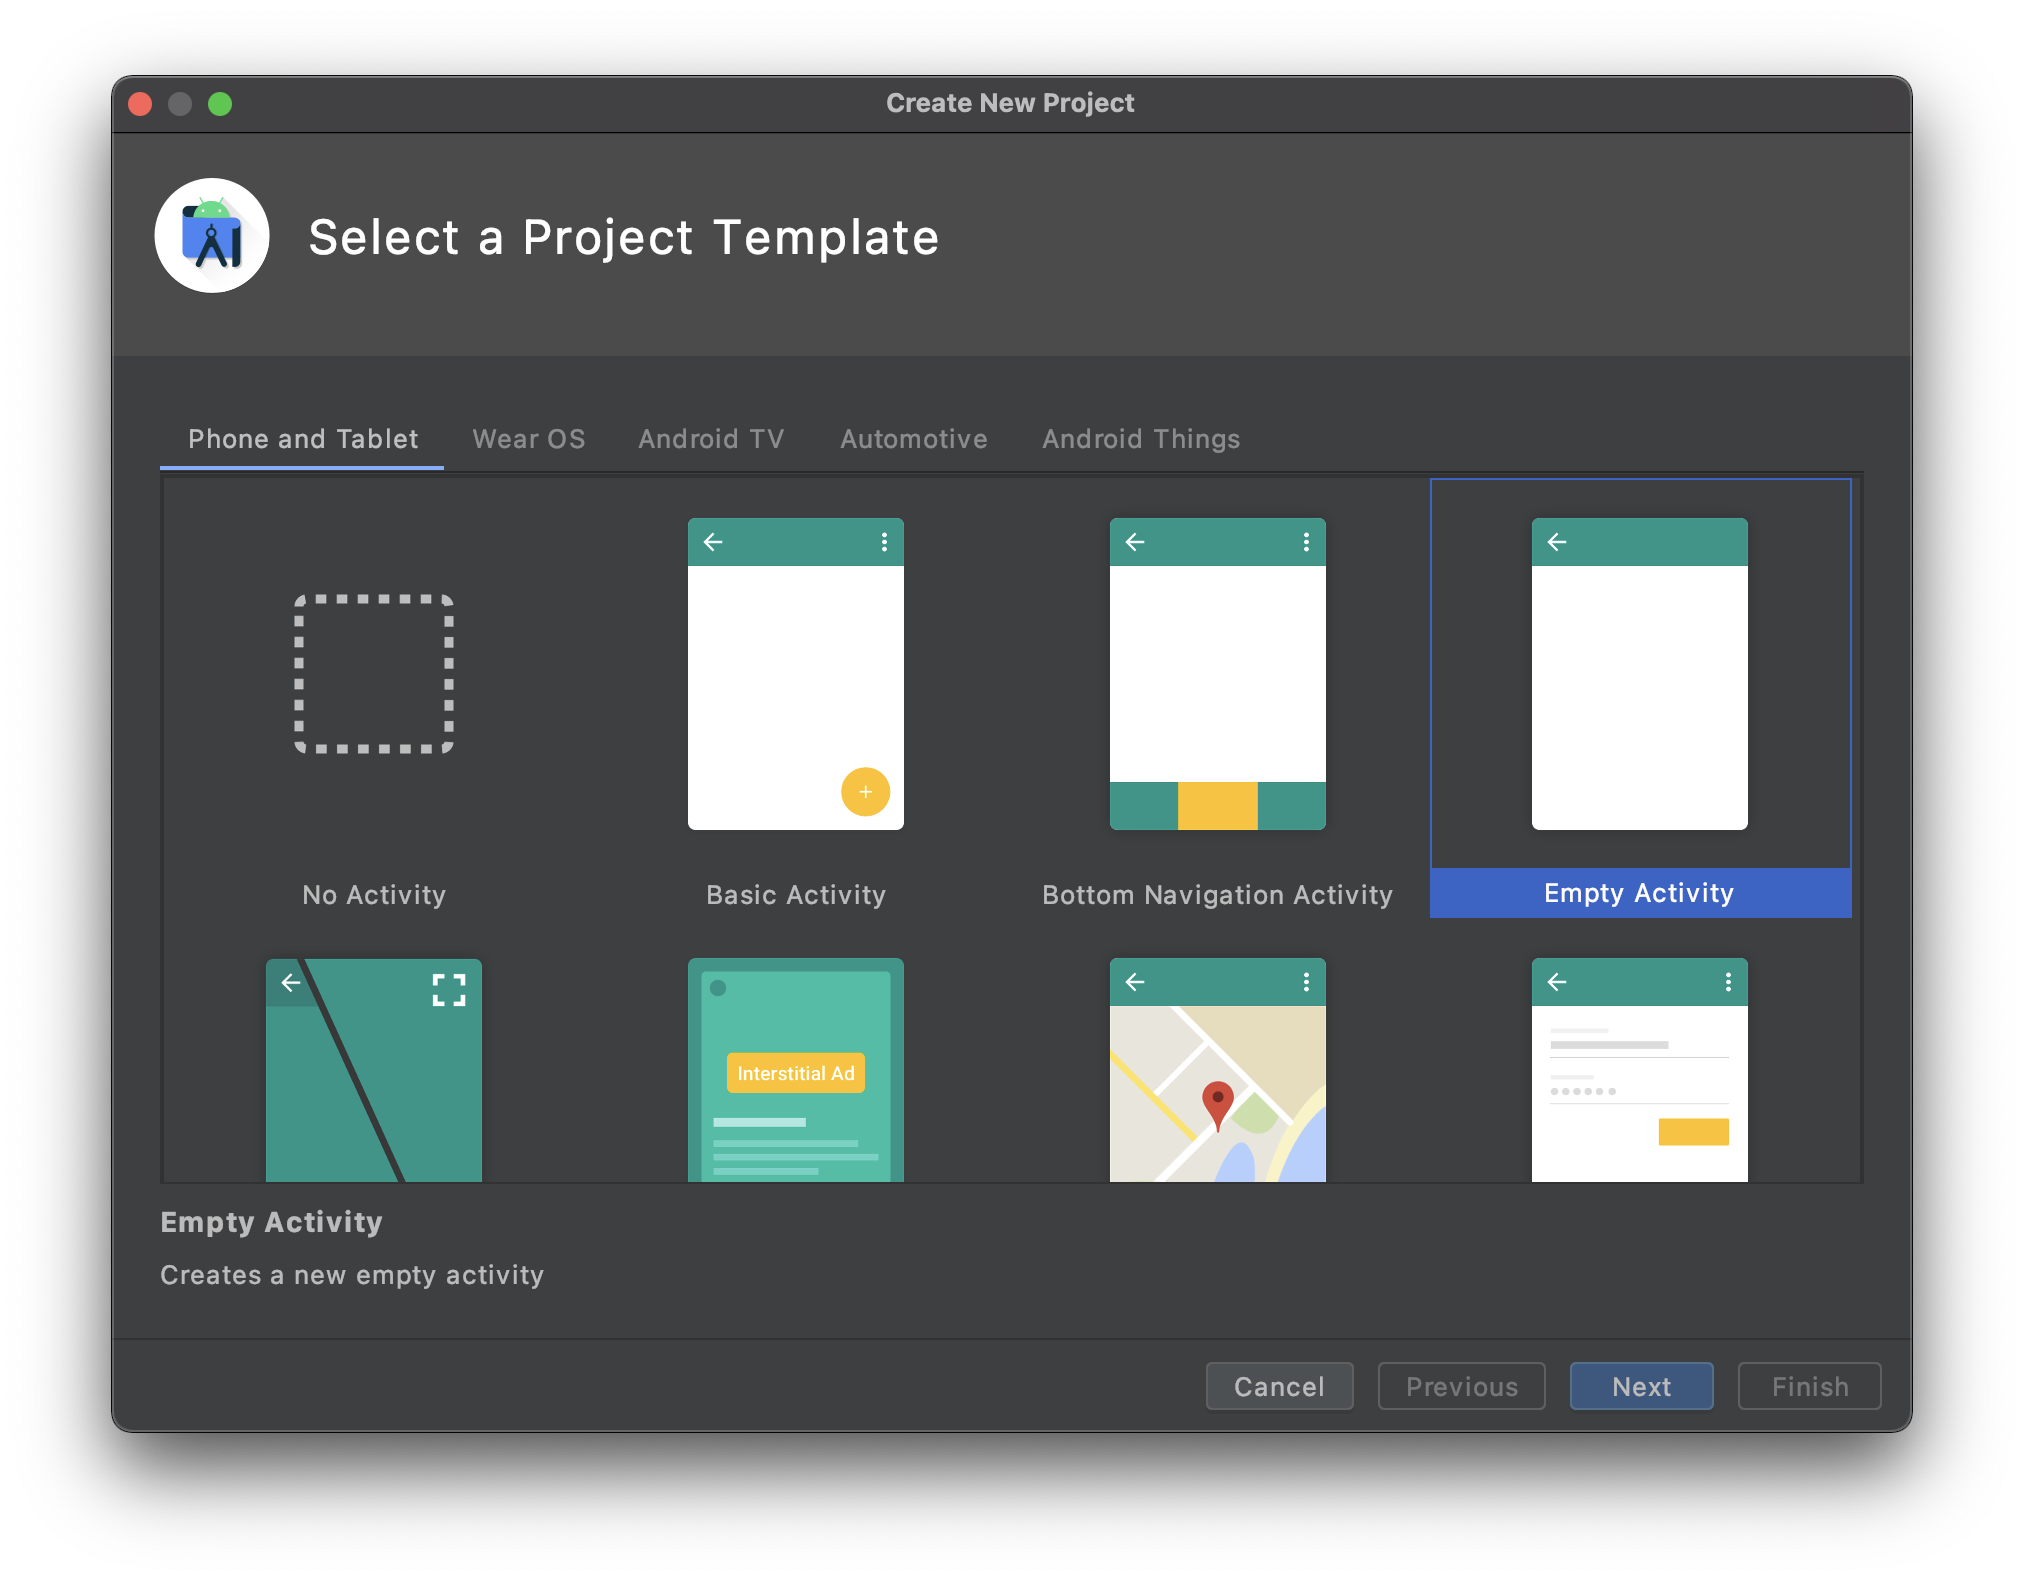 Create New Project
Select a Project Template
Phone and Tablet Wear OS Android TV Automotive Android Things
No Activity Basic Activity Bottom Navigation Activity Empty Activity
Interstitial Ad
Empty Activity
Creates a new empty activity
Cancel Previous Next Finish